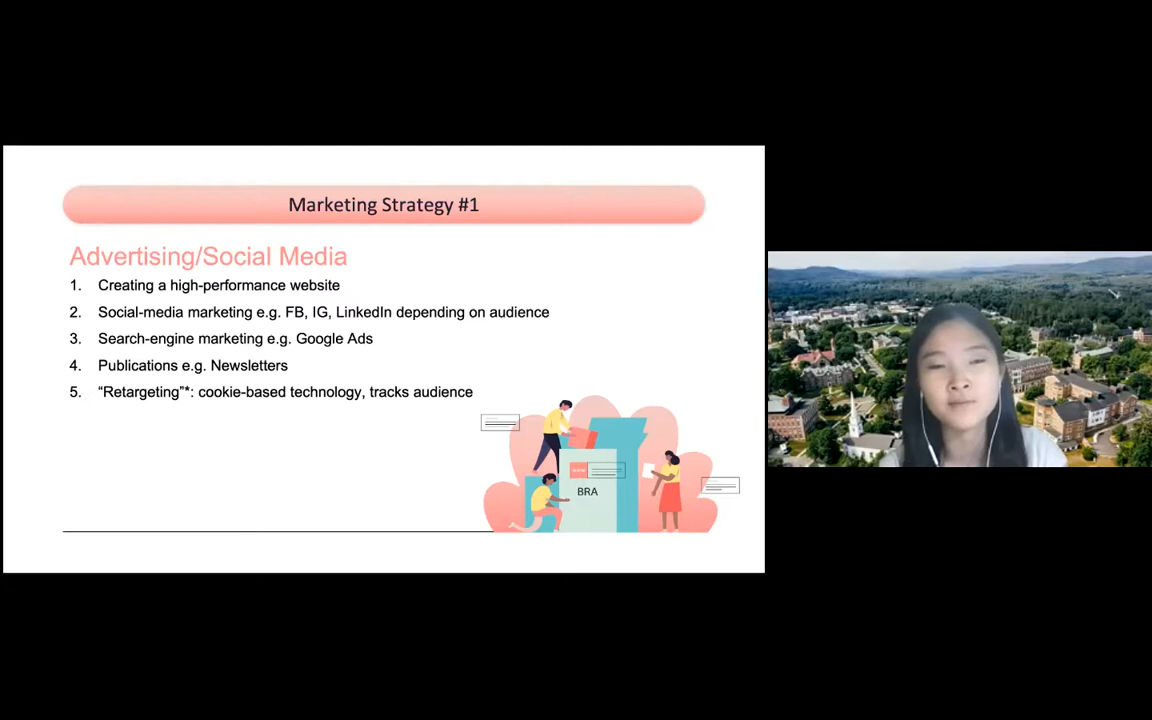 Marketing Strategy #1
Advertising/Social Media
1. Creating a high-performance website
2. Social-media marketing e.g. FB, IG, LinkedIn depending on audience
3. Search-engine marketing e.g. Google Ads
4. Publications e.g. Newsletters
5. “Retargeting”*: cookie-based technology, tracks audience
BRA